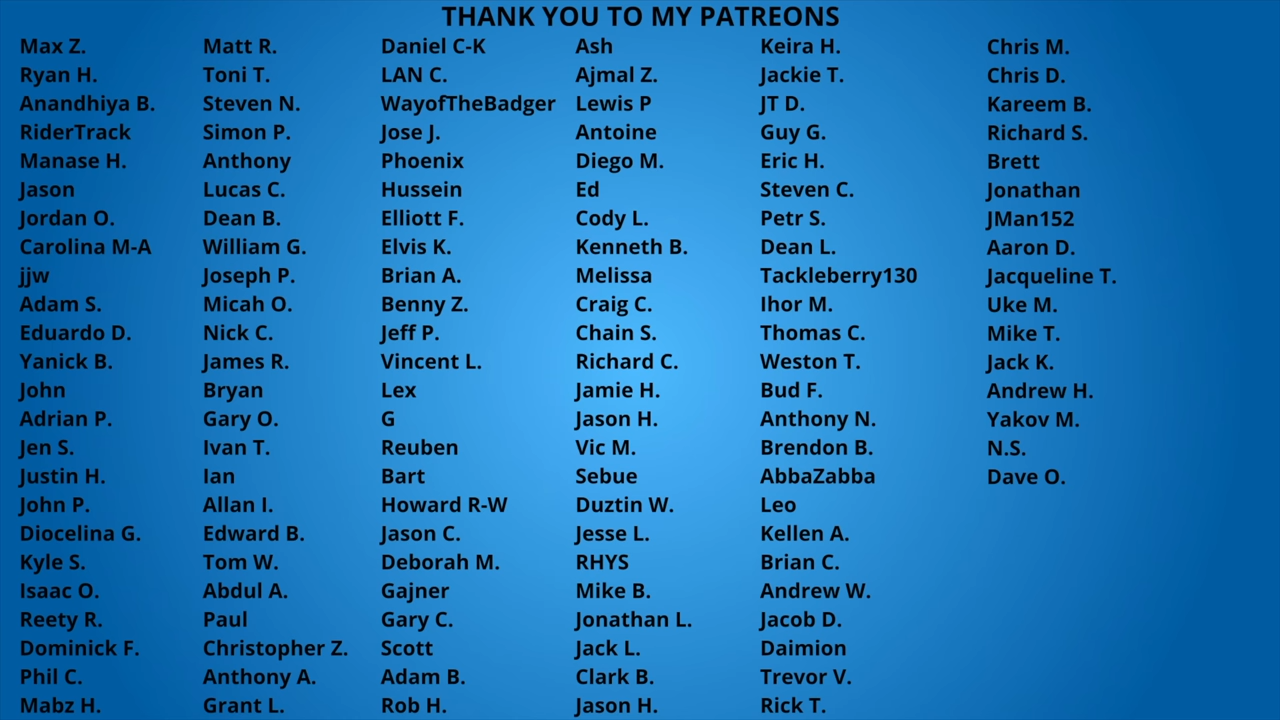 THANK YOU TO MY PATREONS
Max Z.
Ryan H.
Anandhiya B.
RiderTrack
Manase H.
Jason
Jordan O.
Carolina M-A
jjw
Adam S.
Eduardo D.
Yanick B.
John
Adrian P.
Jen S.
Justin H.
John P.
Diocelina G.
Kyle S.
Isaac O.
Reety R.
Dominick F.
Phil C.
Mabz H.
Matt R.
Toni T.
Steven N.
Simon P.
Anthony
Lucas C.
Dean B.
William G.
Joseph P.
Micah O.
Nick C.
James R.
Bryan
Gary O.
Ivan T.
Ian
Allan I.
Edward B.
Tom W.
Abdul A.
Paul
Christopher Z.
Anthony A.
Grant L.
Daniel C-K
LAN C.
WayofTheBadger
Jose J.
Phoenix
Hussein
Elliott F.
Elvis K.
Brian A.
Benny Z.
Jeff P.
Vincent L.
Lex
G
Reuben
Bart
Howard R-W
Jason C.
Deborah M.
Gajner
Gary C.
Scott
Adam B.
Rob H.
Ash
Ajmal Z.
Lewis P
Antoine
Diego M.
Ed
Cody L.
Kenneth B.
Melissa
Craig C.
Chain S.
Richard C.
Jamie H.
Jason H.
Vic M.
Sebue
Duztin W.
Jesse L.
RHYS
Mike B.
Jonathan L.
Jack L.
Clark B.
Jason H.
Keira H.
Jackie T.
JT D.
Guy G.
Eric H.
Steven C.
Petr S.
Dean L.
Tackleberry130
Ihor M.
Thomas C.
Weston T.
Bud F.
Anthony N.
Brendon B.
AbbaZabba
Leo
Kellen A.
Brian C.
Andrew W.
Jacob D.
Daimion
Trevor V.
Rick T.
Chris M.
Chris D.
Kareem B.
Richard S.
Brett
Jonathan
JMan152
Aaron D.
Jacqueline T.
Uke M.
Mike T.
Jack K.
Andrew H.
Yakov M.
N.S.
Dave O.